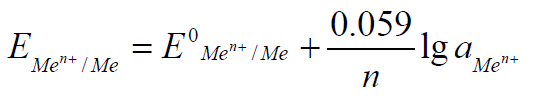 E_{Me^{n+}/Me} = E^{0}_{Me^{n+}/Me} + \frac{0.059}{n} \lg a_{Me^{n+}}